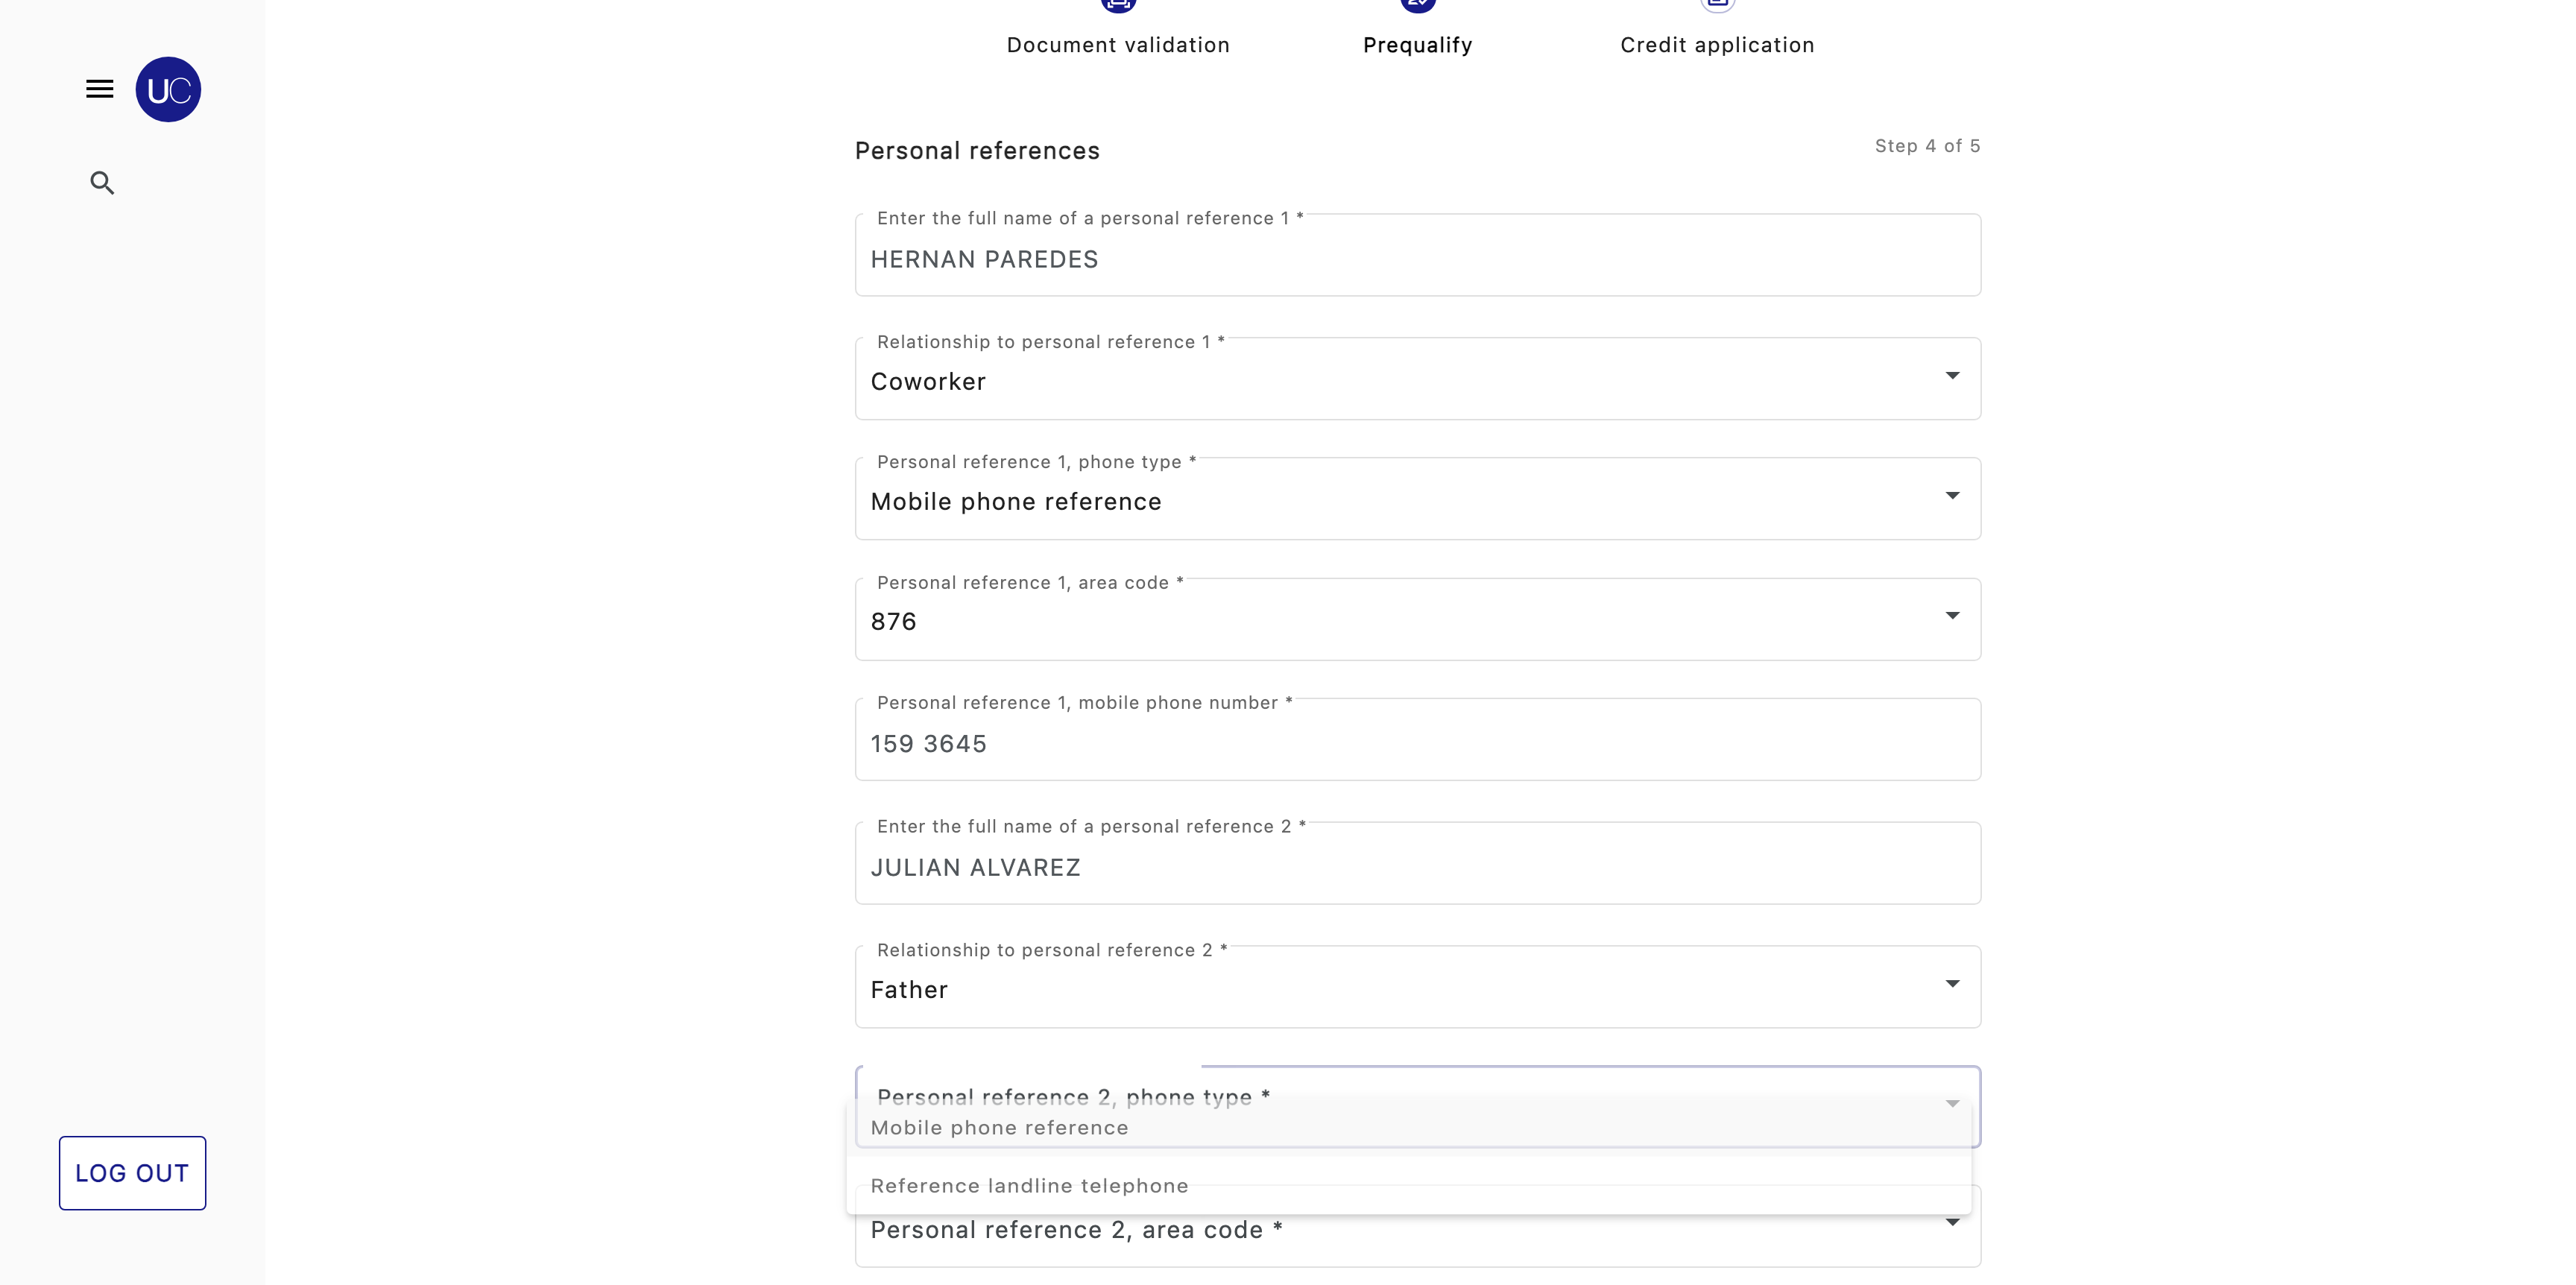 Document validation
Prequalify
Credit application
UC
Personal references
Step 4 of 5
Enter the full name of a personal reference 1 *
HERNAN PAREDES
Relationship to personal reference 1 *
Coworker
Personal reference 1, phone type *
Mobile phone reference
Personal reference 1, area code *
876
Personal reference 1, mobile phone number *
159 3645
Enter the full name of a personal reference 2 *
JULIAN ALVAREZ
Relationship to personal reference 2 *
Father
Personal reference 2, phone type *
Mobile phone reference
Reference landline telephone
Personal reference 2, area code *
LOG OUT